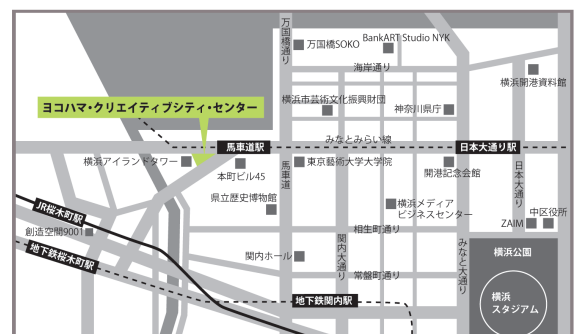 万国橋通り
万国橋SOKO
BankART Studio NYK
海岸通り
横浜開港資料館
ヨコハマ・クリエイティブシティ・センター
横浜市芸術文化振興財団
神奈川県庁
みなとみらい線
馬車道駅
日本大通り駅
横浜アイランドタワー
本町ビル45
馬車道
東京藝術大学大学院
開港記念会館
日本大通り
県立歴史博物館
横浜メディア
ビジネスセンター
ZAIM
中区役所
JR桜木町駅
創造空間9001
相生町通り
地下鉄桜木町駅
関内ホール
関内大通り
みなと大通り
横浜公園
常盤町通り
地下鉄関内駅
横浜
スタジアム